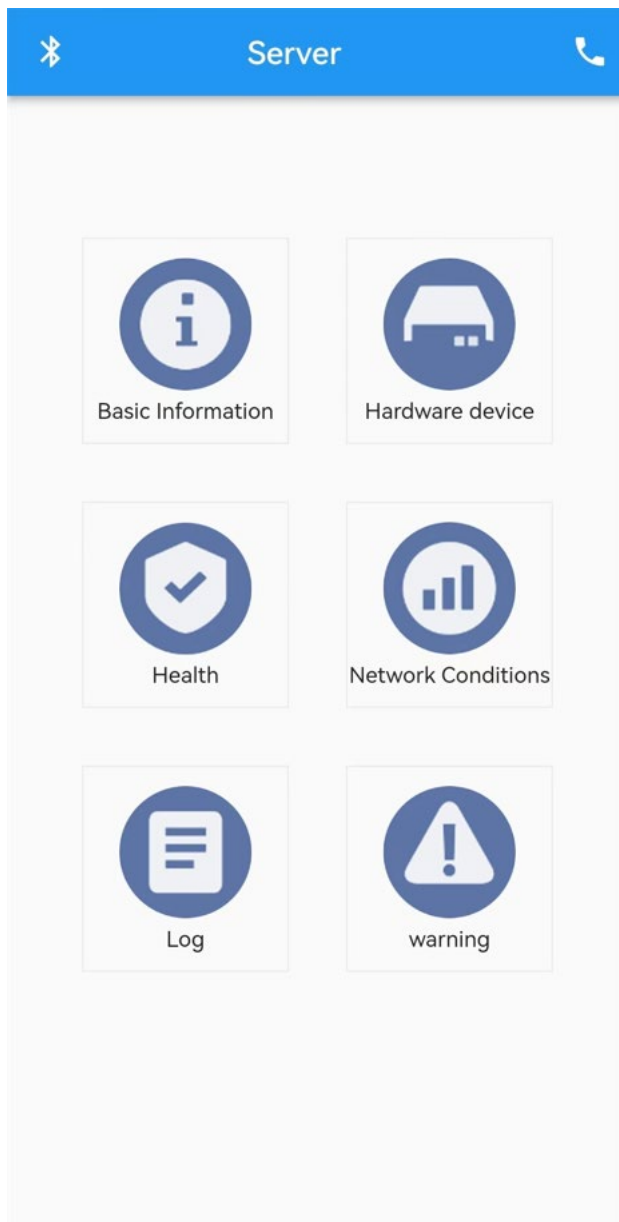 Server
Basic Information
Hardware device
Health
Network Conditions
Log
warning